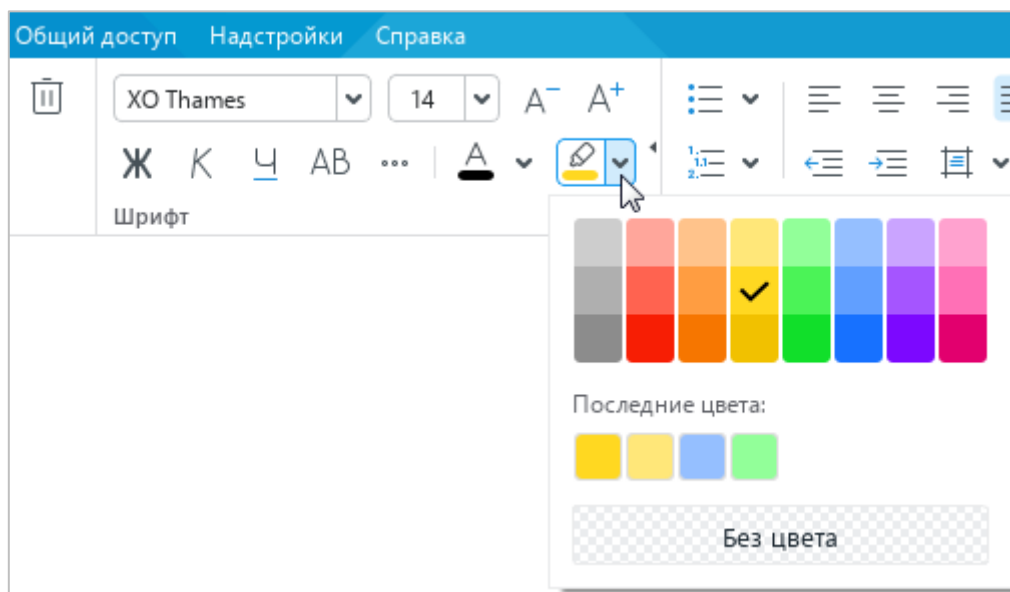 Общий доступ Надстройки Справка
XO Thames 14 A− A+
Ж К Ч АВ А
Шрифт
Последние цвета:
Без цвета